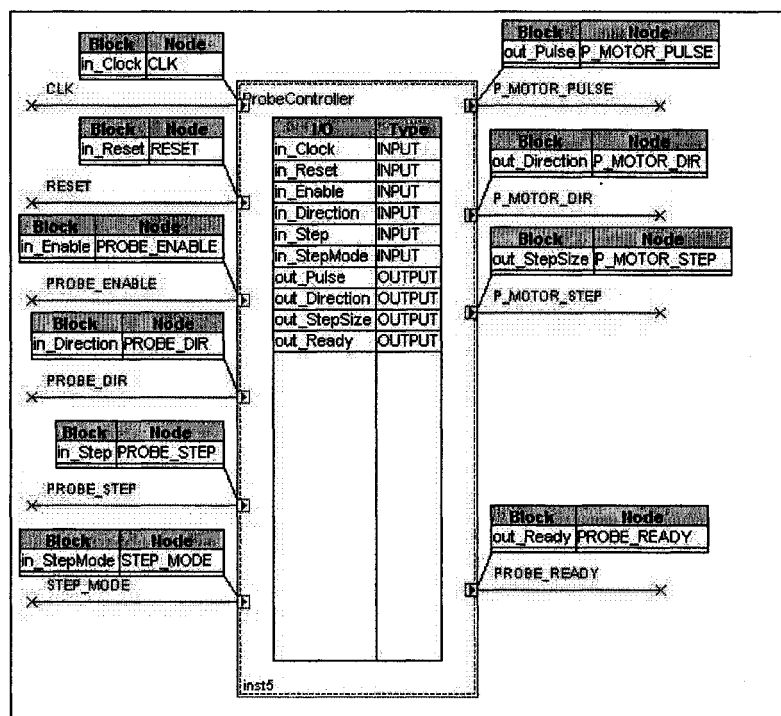 Block Node
in_Clock CLK
CLK
Block Node
in_Reset RESET
RESET
Block Node
in_Enable PROBE_ENABLE
PROBE_ENABLE
Block Node
in_Direction PROBE_DIR
PROBE_DIR
Block Node
in_Step PROBE_STEP
PROBE_STEP
Block Node
in_StepMode STEP_MODE
STEP_MODE
ProbeController
I/O Type
in_Clock INPUT
in_Reset INPUT
in_Enable INPUT
in_Direction INPUT
in_Step INPUT
in_StepMode INPUT
out_Pulse OUTPUT
out_Direction OUTPUT
out_StepSize OUTPUT
out_Ready OUTPUT
inst5
Block Node
out_Pulse P_MOTOR_PULSE
P_MOTOR_PULSE
Block Node
out_Direction P_MOTOR_DIR
P_MOTOR_DIR
Block Node
out_StepSize P_MOTOR_STEP
P_MOTOR_STEP
Block Node
out_Ready PROBE_READY
PROBE_READY